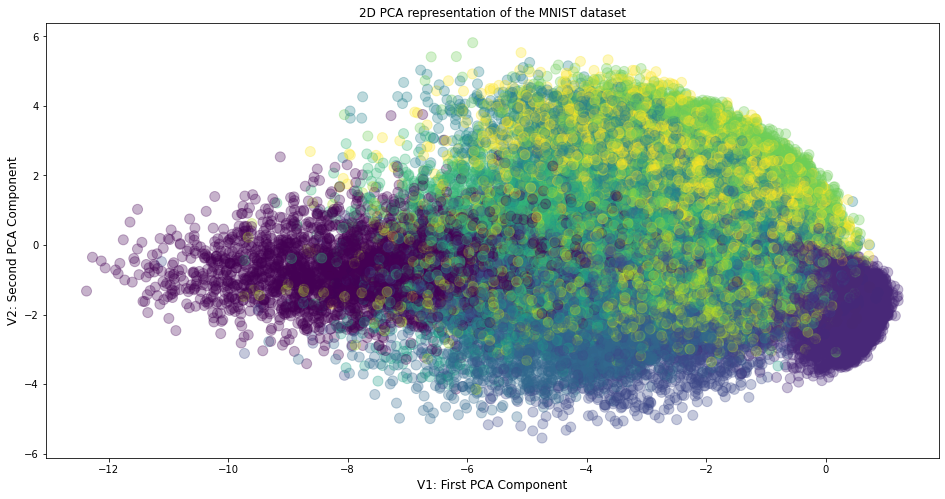 2D PCA representation of the MNIST dataset
6
4
2
0
−2
−4
−6
V2: Second PCA Component
−12 −10 −8 −6 −4 −2 0
V1: First PCA Component